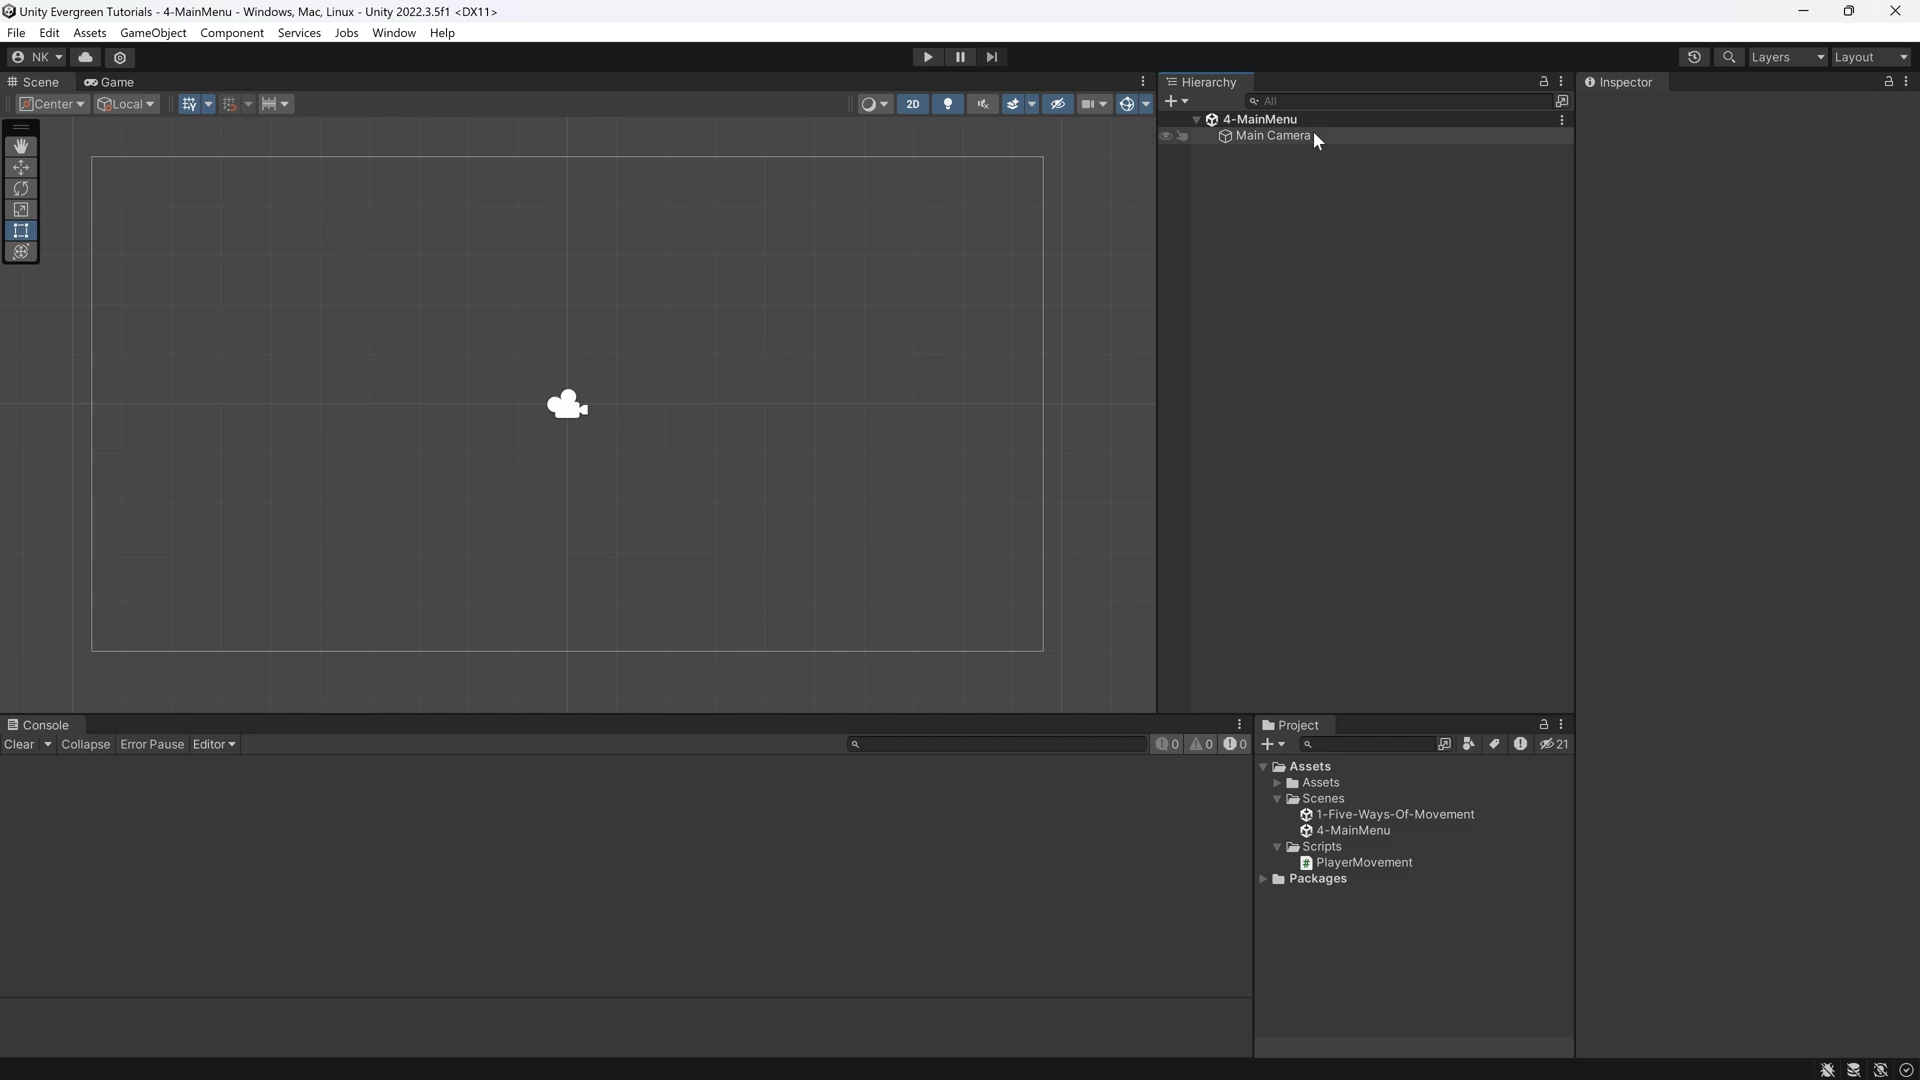 Unity Evergreen Tutorials - 4-MainMenu - Windows, Mac, Linux - Unity 2022.3.5f1 <DX11>
File Edit Assets GameObject Component Services Jobs Window Help
NK Layers Layout
Scene Game
Center Local 2D
Hierarchy
All
4-MainMenu
Main Camera
Inspector
Console
Clear Collapse Error Pause Editor 0 0 0
Project
21
Assets
Assets
Scenes
1-Five-Ways-Of-Movement
4-MainMenu
Scripts
PlayerMovement
Packages